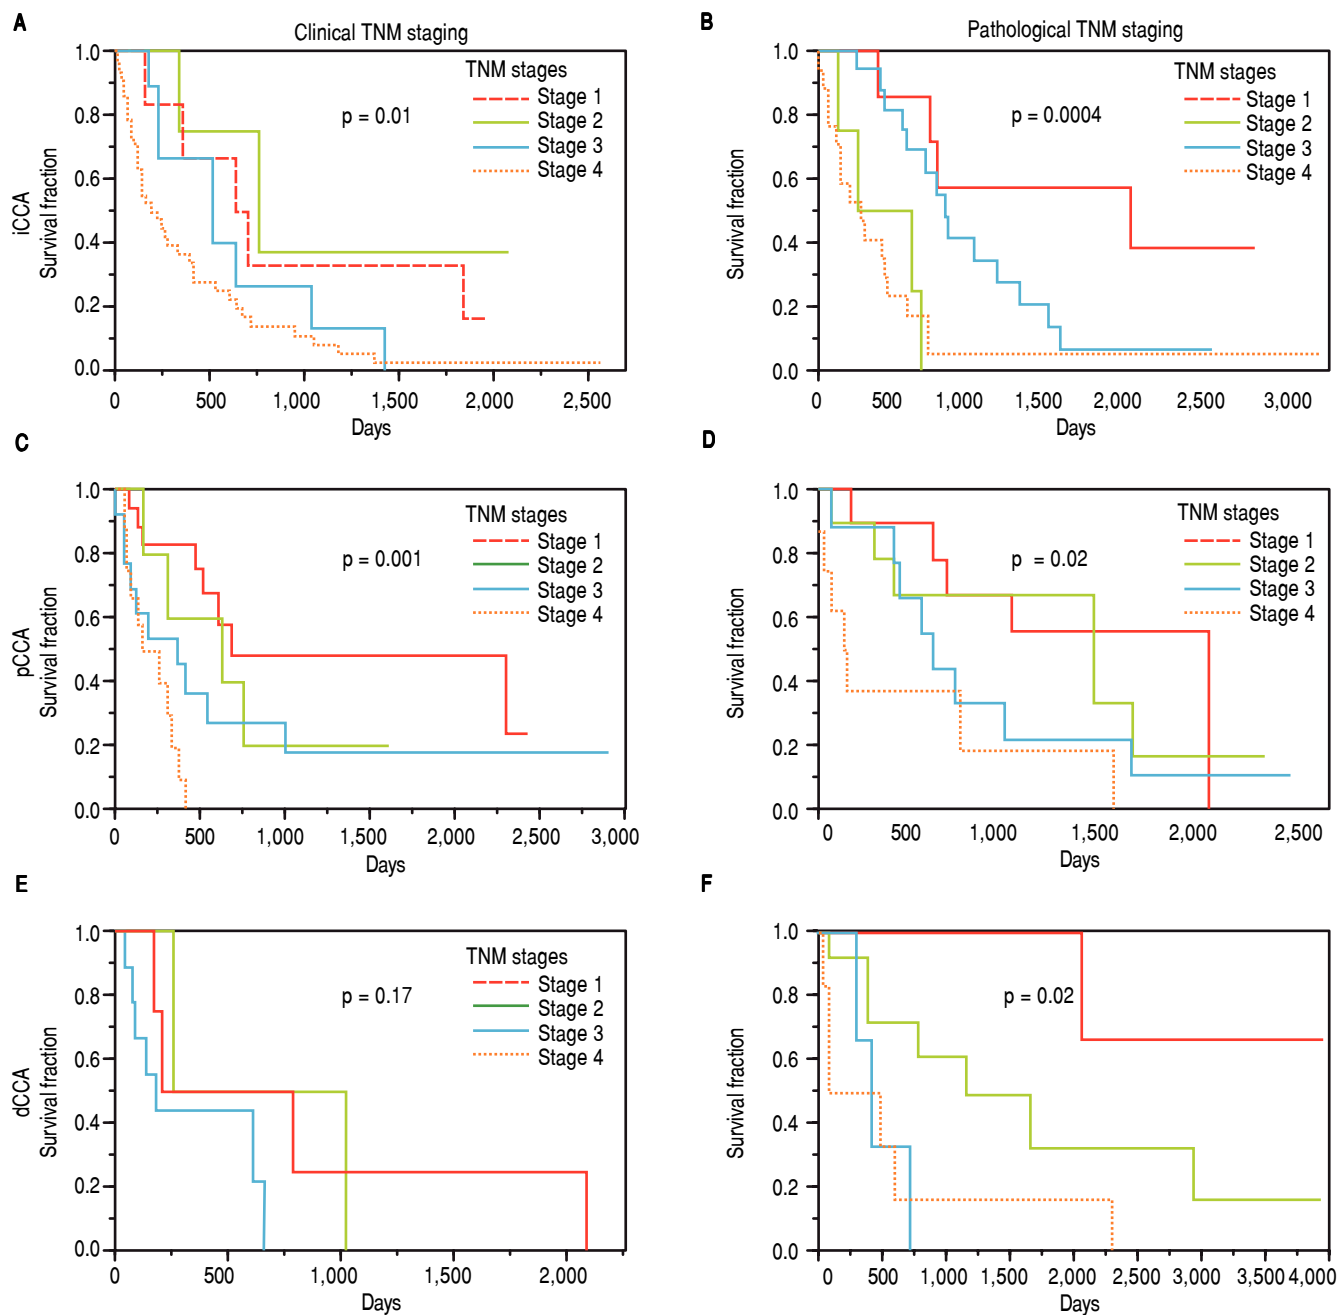 A
Clinical TNM staging
iCCA
Survival fraction
1.0
0.8
0.6
0.4
0.2
0.0
p = 0.01
TNM stages
Stage 1
Stage 2
Stage 3
Stage 4
0 500 1,000 1,500 2,000 2,500
Days
B
Pathological TNM staging
Survival fraction
1.0
0.8
0.6
0.4
0.2
0.0
p = 0.0004
TNM stages
Stage 1
Stage 2
Stage 3
Stage 4
0 500 1,000 1,500 2,000 2,500 3,000
Days
C
pCCA
Survival fraction
1.0
0.8
0.6
0.4
0.2
0.0
p = 0.001
TNM stages
Stage 1
Stage 2
Stage 3
Stage 4
0 500 1,000 1,500 2,000 2,500 3,000
Days
D
Survival fraction
1.0
0.8
0.6
0.4
0.2
0.0
p = 0.02
TNM stages
Stage 1
Stage 2
Stage 3
Stage 4
0 500 1,000 1,500 2,000 2,500
Days
E
dCCA
Survival fraction
1.0
0.8
0.6
0.4
0.2
0.0
p = 0.17
TNM stages
Stage 1
Stage 2
Stage 3
Stage 4
0 500 1,000 1,500 2,000
Days
F
Survival fraction
1.0
0.8
0.6
0.4
0.2
0.0
p = 0.02
0 500 1,000 1,500 2,000 2,500 3,000 3,500 4,000
Days